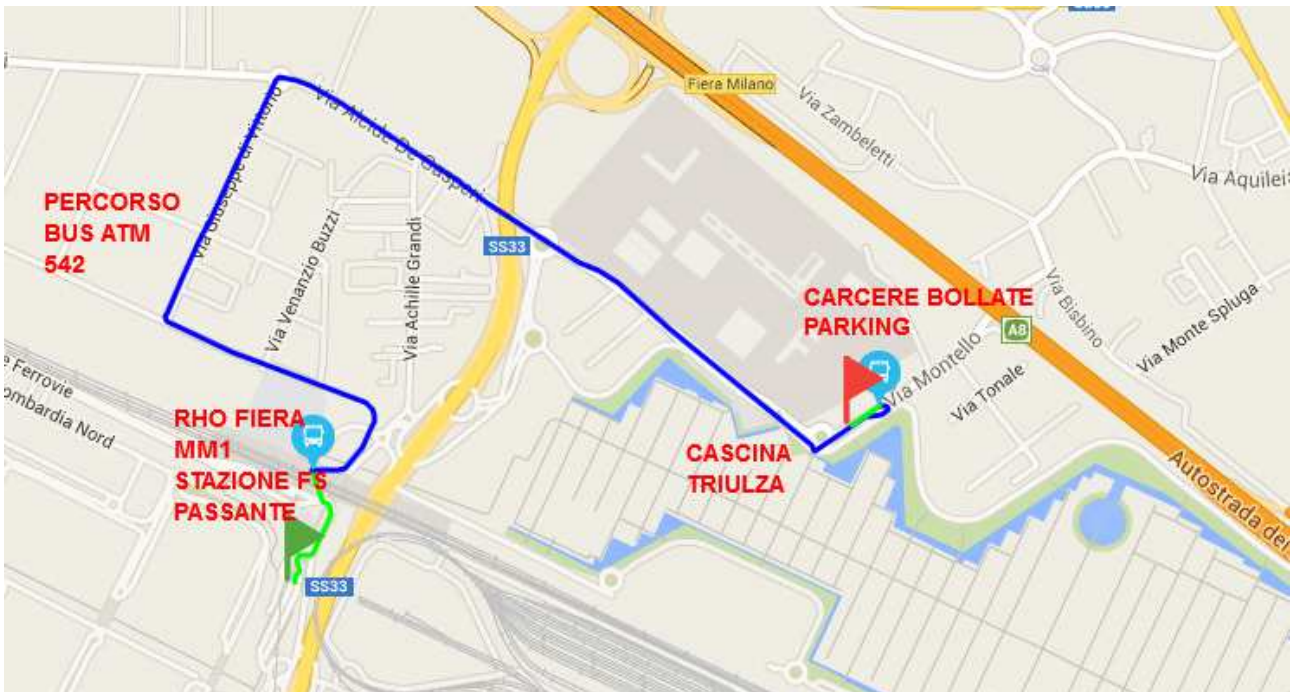 Fiera Milano
Via Zambeletti
Via Alcide De Gasperi
Via Giuseppe di Vittorio
PERCORSO
BUS ATM
542
Via Venanzio Buzzi
Via Achille Grandi
SS33
CARCERE BOLLATE
PARKING
A8
Via Bisbino
Via Monte Spluga
Via Montello
Via Tonale
e Ferrovie
ombardia Nord
RHO FIERA
MM1
STAZIONE FS
PASSANTE
CASCINA
TRIULZA
Autostrada dei
SS33
Via Aquilei